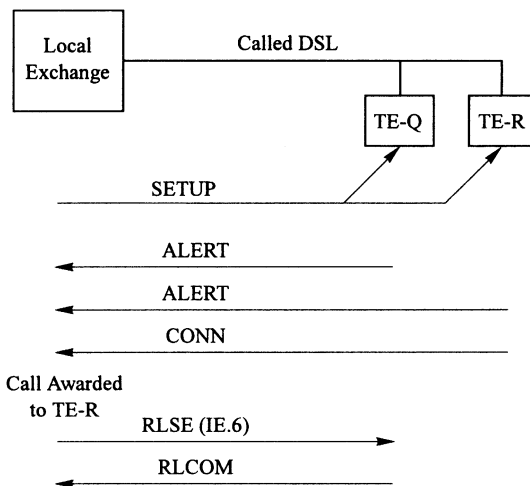 Local
Exchange
Called DSL
TE-Q
TE-R
SETUP
ALERT
ALERT
CONN
Call Awarded
to TE-R
RLSE (IE.6)
RLCOM